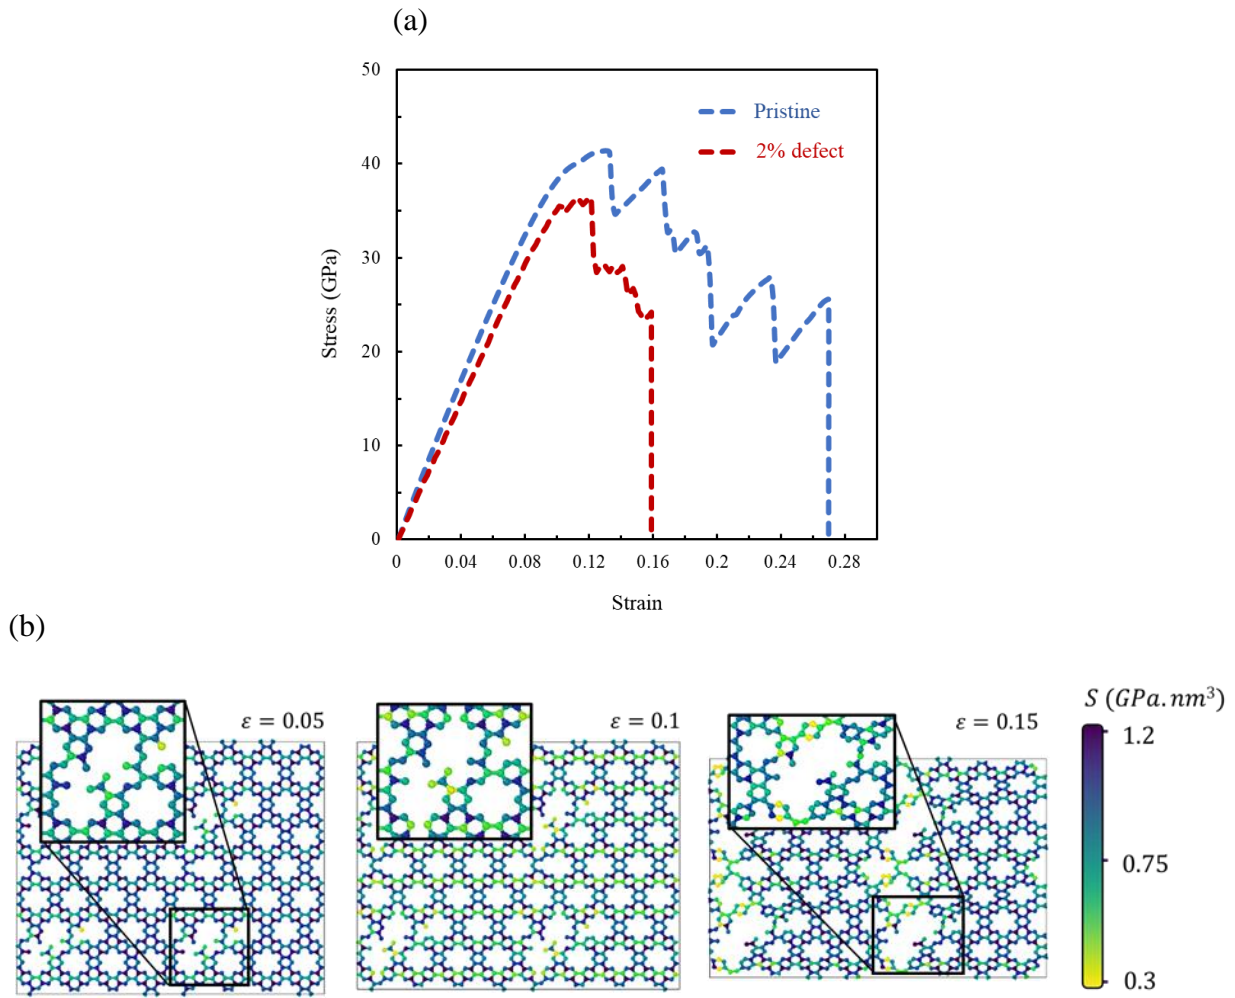 (a)
50
40
30
20
10
0
Stress (GPa)
Pristine
2% defect
0 0.04 0.08 0.12 0.16 0.2 0.24 0.28
Strain
(b)
ε = 0.05
ε = 0.1
ε = 0.15
S (GPa.nm³)
1.2
0.75
0.3